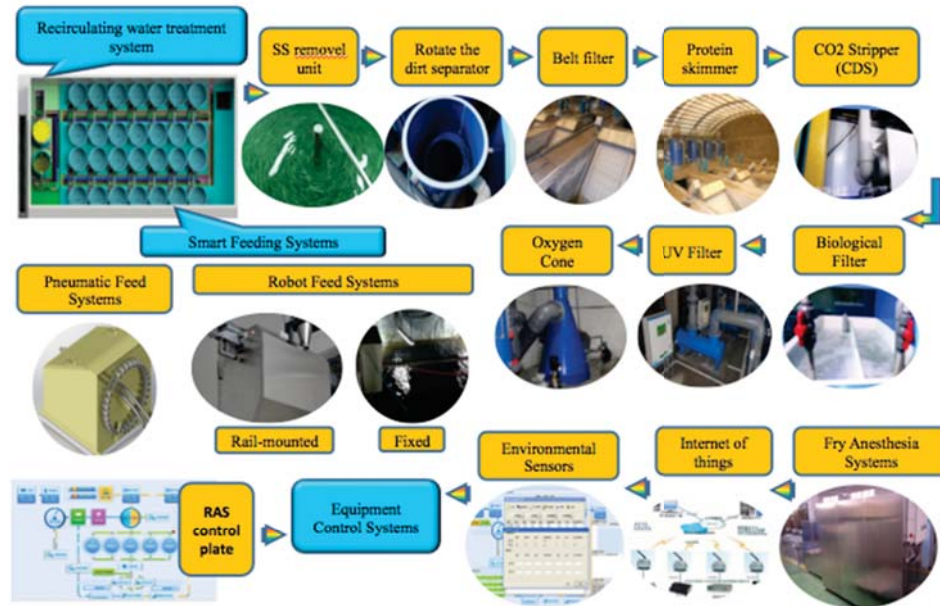 Recirculating water treatment
system
SS removel
unit
Rotate the
dirt separator
Belt filter
Protein
skimmer
CO2 Stripper
(CDS)
Smart Feeding Systems
Oxygen
Cone
UV Filter
Biological
Filter
Pneumatic Feed
Systems
Robot Feed Systems
Rail-mounted
Fixed
Environmental
Sensors
Internet of
things
Fry Anesthesia
Systems
RAS
control
plate
Equipment
Control Systems